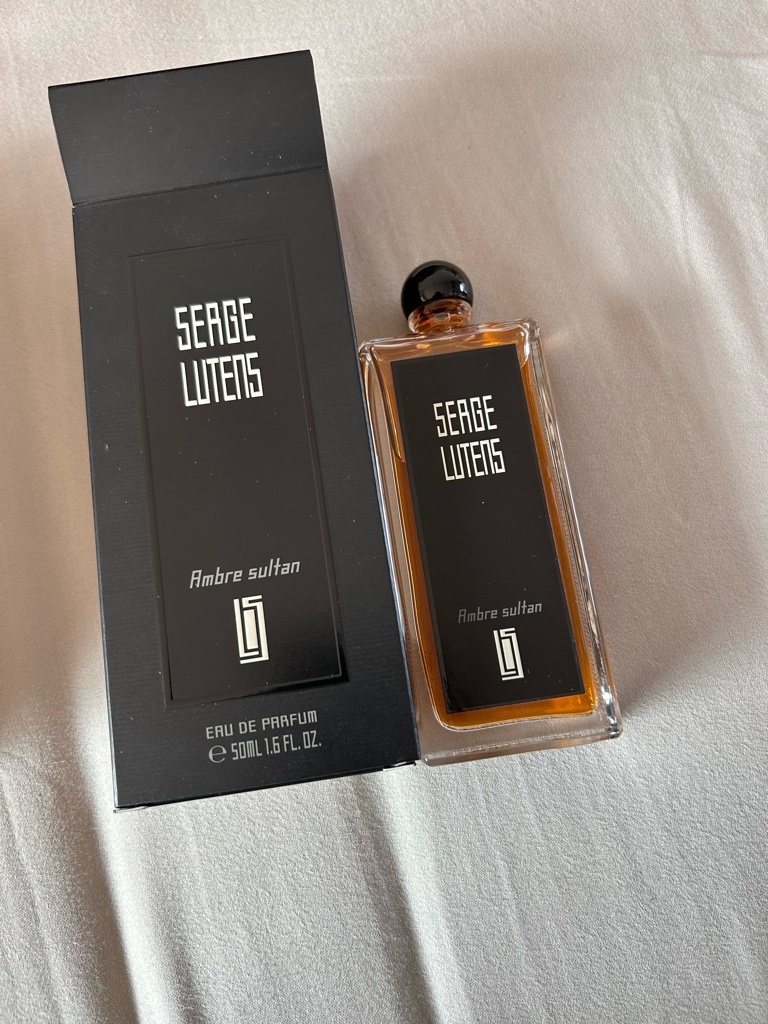 SERGE
LUTENS
Ambre sultan
EAU DE PARFUM
e 50ML 1.6 FL. OZ.
SERGE
LUTENS
Ambre sultan